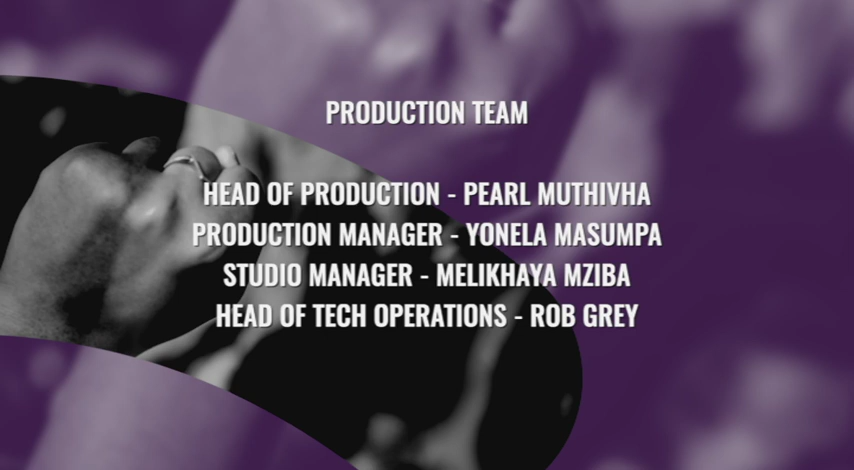 PRODUCTION TEAM
HEAD OF PRODUCTION - PEARL MUTHIVHA
PRODUCTION MANAGER - YONELA MASUMPA
STUDIO MANAGER - MELIKHAYA MZIBA
HEAD OF TECH OPERATIONS - ROB GREY